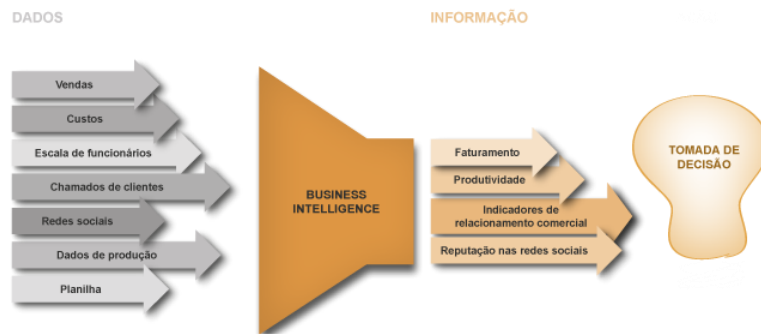 DADOS
INFORMAÇÃO
Vendas
Custos
Escala de funcionários
Chamados de clientes
Redes sociais
Dados de produção
Planilha
BUSINESS
INTELLIGENCE
Faturamento
Produtividade
Indicadores de
relacionamento comercial
Reputação nas redes sociais
TOMADA DE
DECISÃO